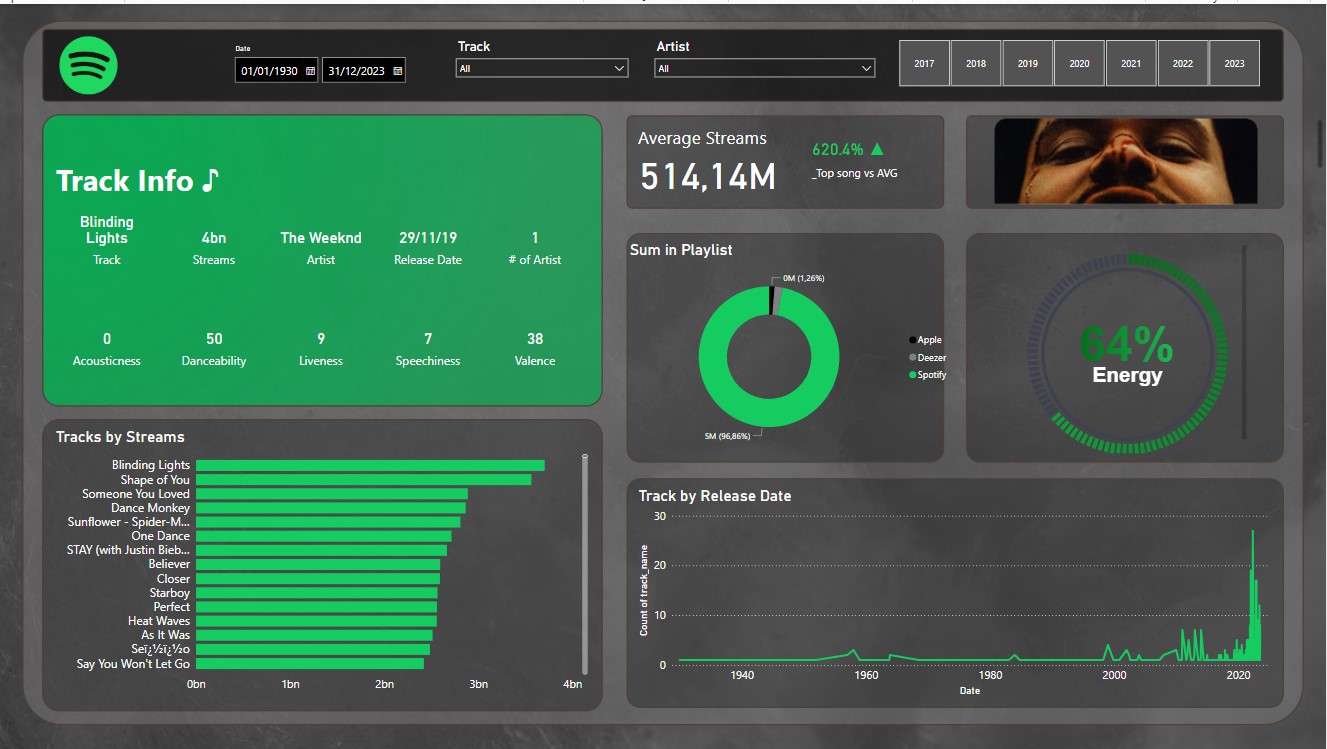 Date
01/01/1930
31/12/2023
Track
All
Artist
All
2017
2018
2019
2020
2021
2022
2023
Track Info ♪
Blinding
Lights
Track
4bn
Streams
The Weeknd
Artist
29/11/19
Release Date
1
# of Artist
0
Acousticness
50
Danceability
9
Liveness
7
Speechiness
38
Valence
Average Streams
514,14M
620.4% ▲
_Top song vs AVG
Sum in Playlist
0M (1,26%)
5M (96,86%)
Apple
Deezer
Spotify
64%
Energy
Tracks by Streams
Blinding Lights
Shape of You
Someone You Loved
Dance Monkey
Sunflower - Spider-M...
One Dance
STAY (with Justin Bieb...
Believer
Closer
Starboy
Perfect
Heat Waves
As It Was
Seï¿½ï¿½o
Say You Won't Let Go
0bn
1bn
2bn
3bn
4bn
Track by Release Date
Count of track_name
30
20
10
0
1940
1960
1980
2000
2020
Date